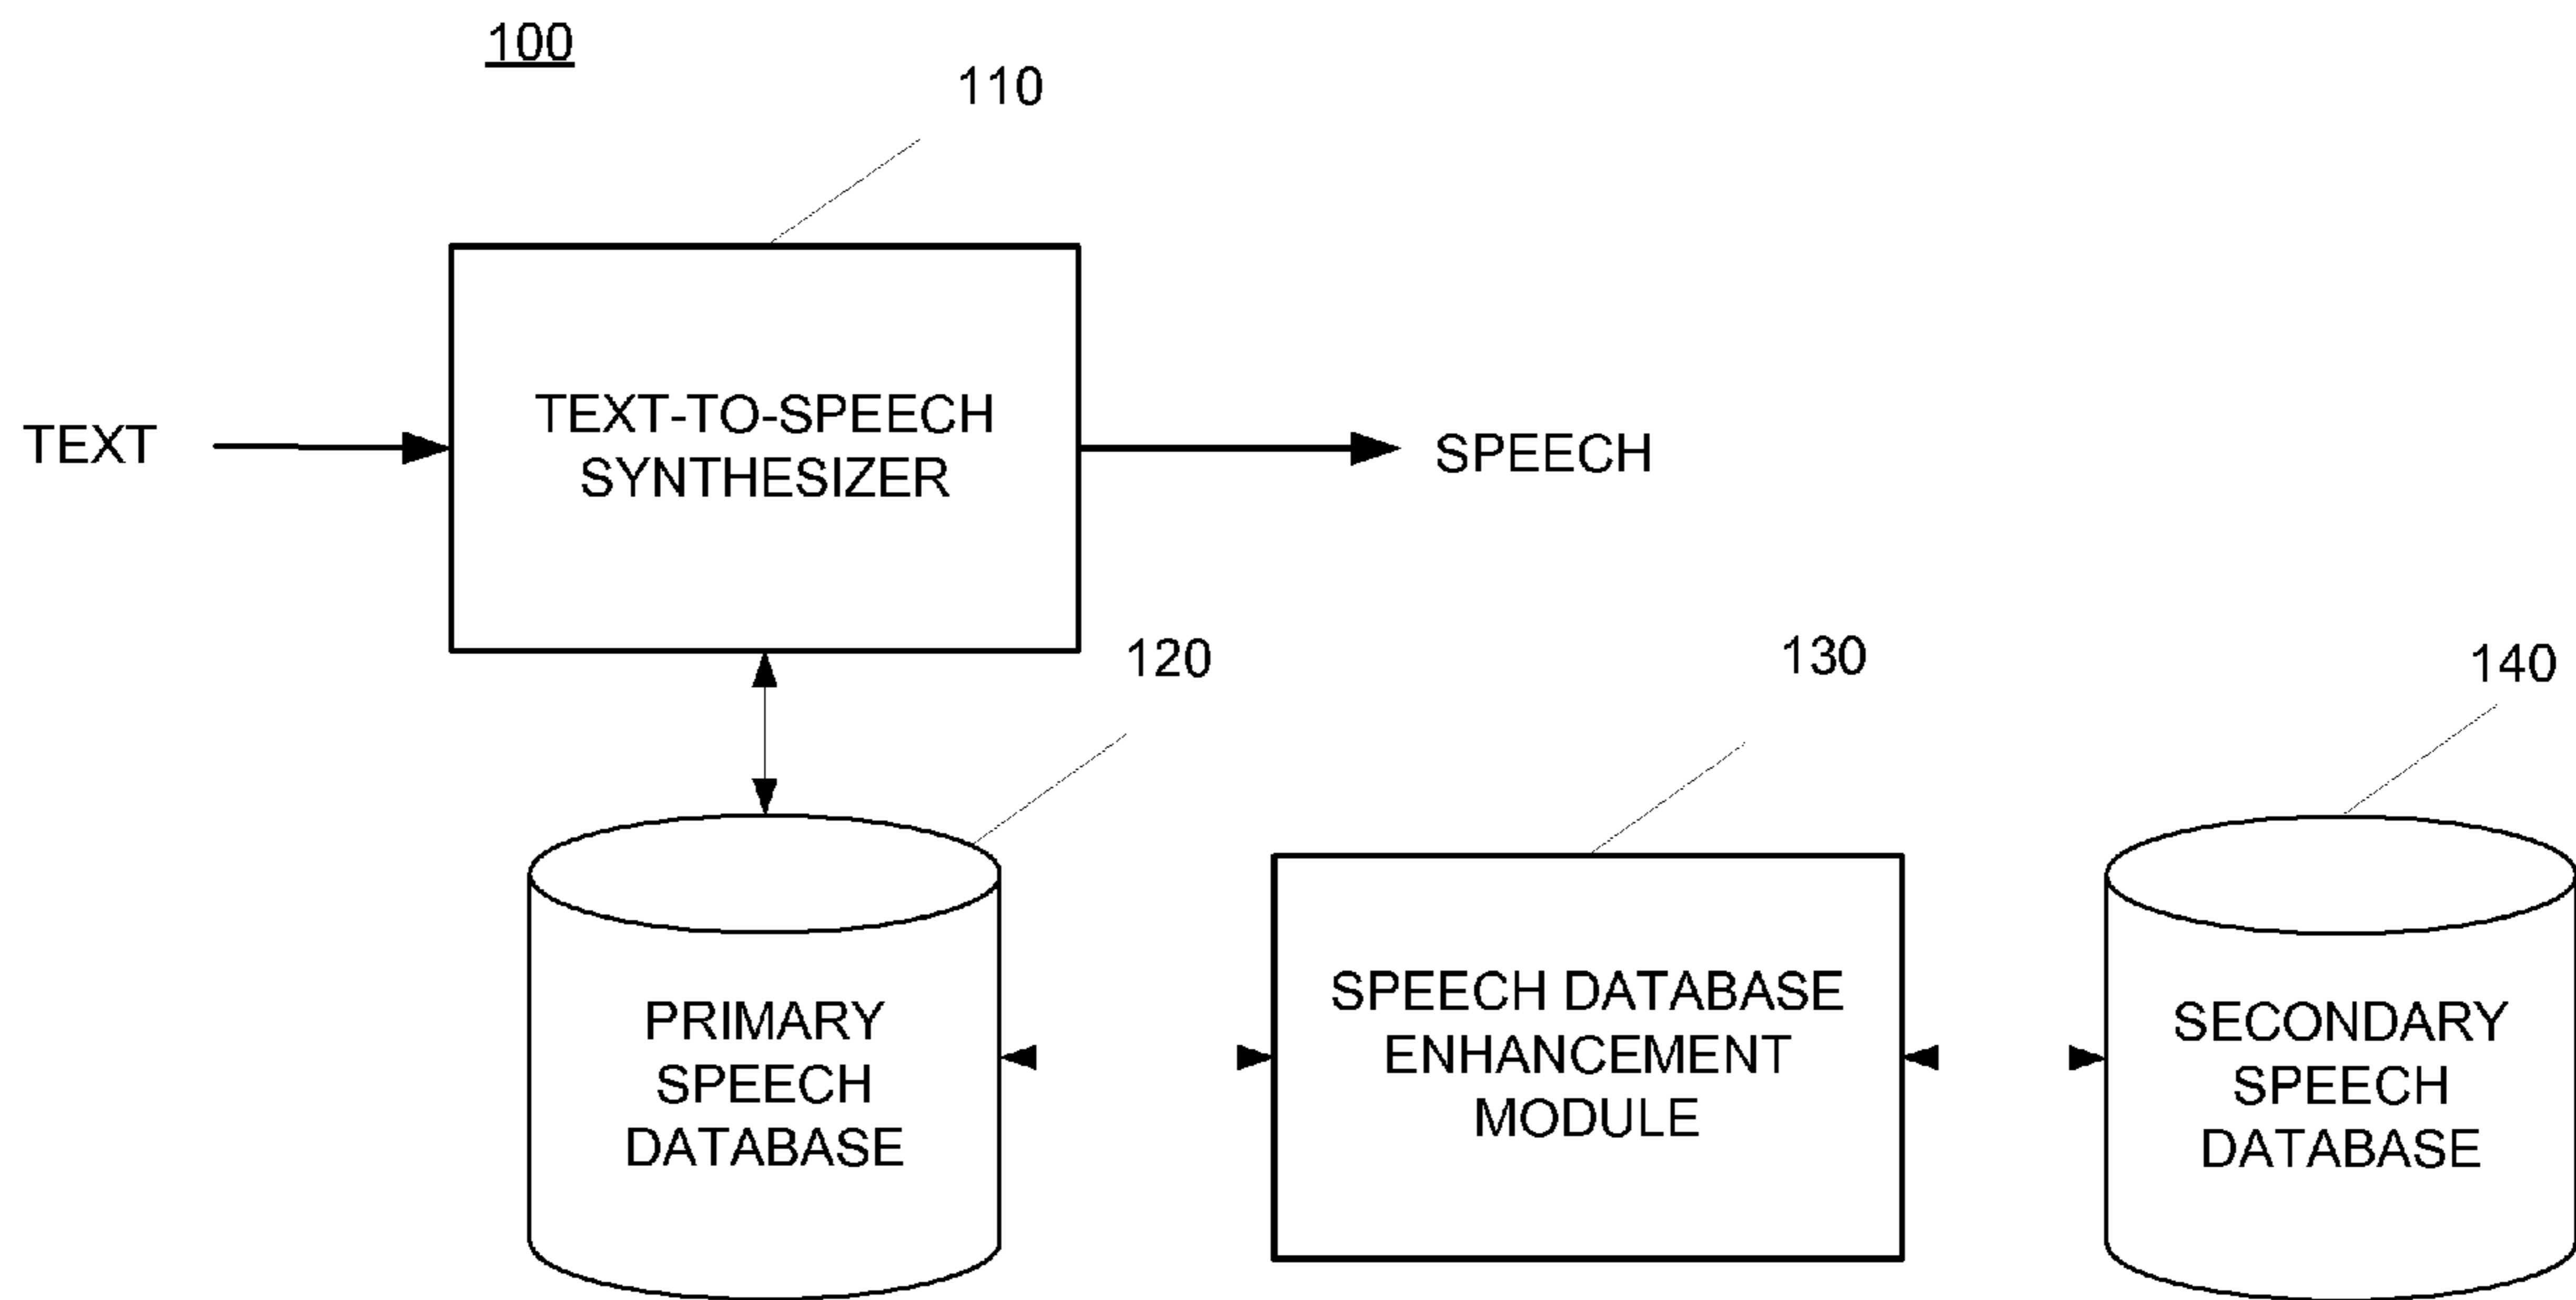 100
110
TEXT
TEXT-TO-SPEECH
SYNTHESIZER
SPEECH
120
130
140
PRIMARY
SPEECH
DATABASE
SPEECH DATABASE
ENHANCEMENT
MODULE
SECONDARY
SPEECH
DATABASE